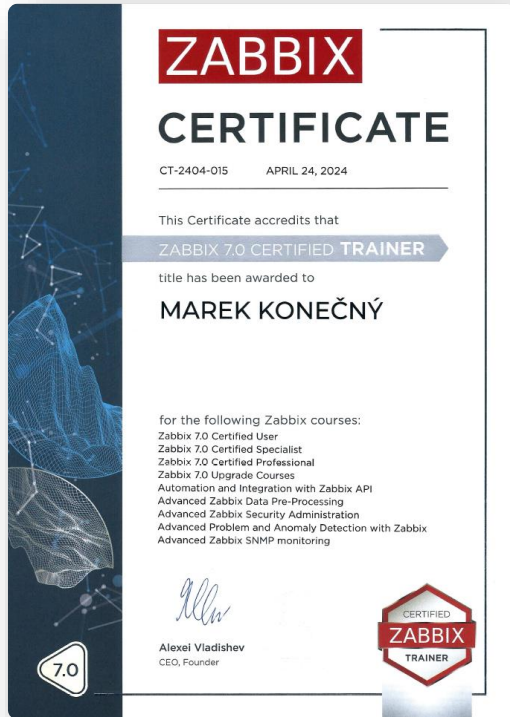 ZABBIX
CERTIFICATE
CT-2404-015 APRIL 24, 2024
This Certificate accredits that
ZABBIX 7.0 CERTIFIED TRAINER
title has been awarded to
MAREK KONEČNÝ
for the following Zabbix courses:
Zabbix 7.0 Certified User
Zabbix 7.0 Certified Specialist
Zabbix 7.0 Certified Professional
Zabbix 7.0 Upgrade Courses
Automation and Integration with Zabbix API
Advanced Zabbix Data Pre-Processing
Advanced Zabbix Security Administration
Advanced Problem and Anomaly Detection with Zabbix
Advanced Zabbix SNMP monitoring
Alexei Vladishev
CEO, Founder
7.0
CERTIFIED
ZABBIX
TRAINER